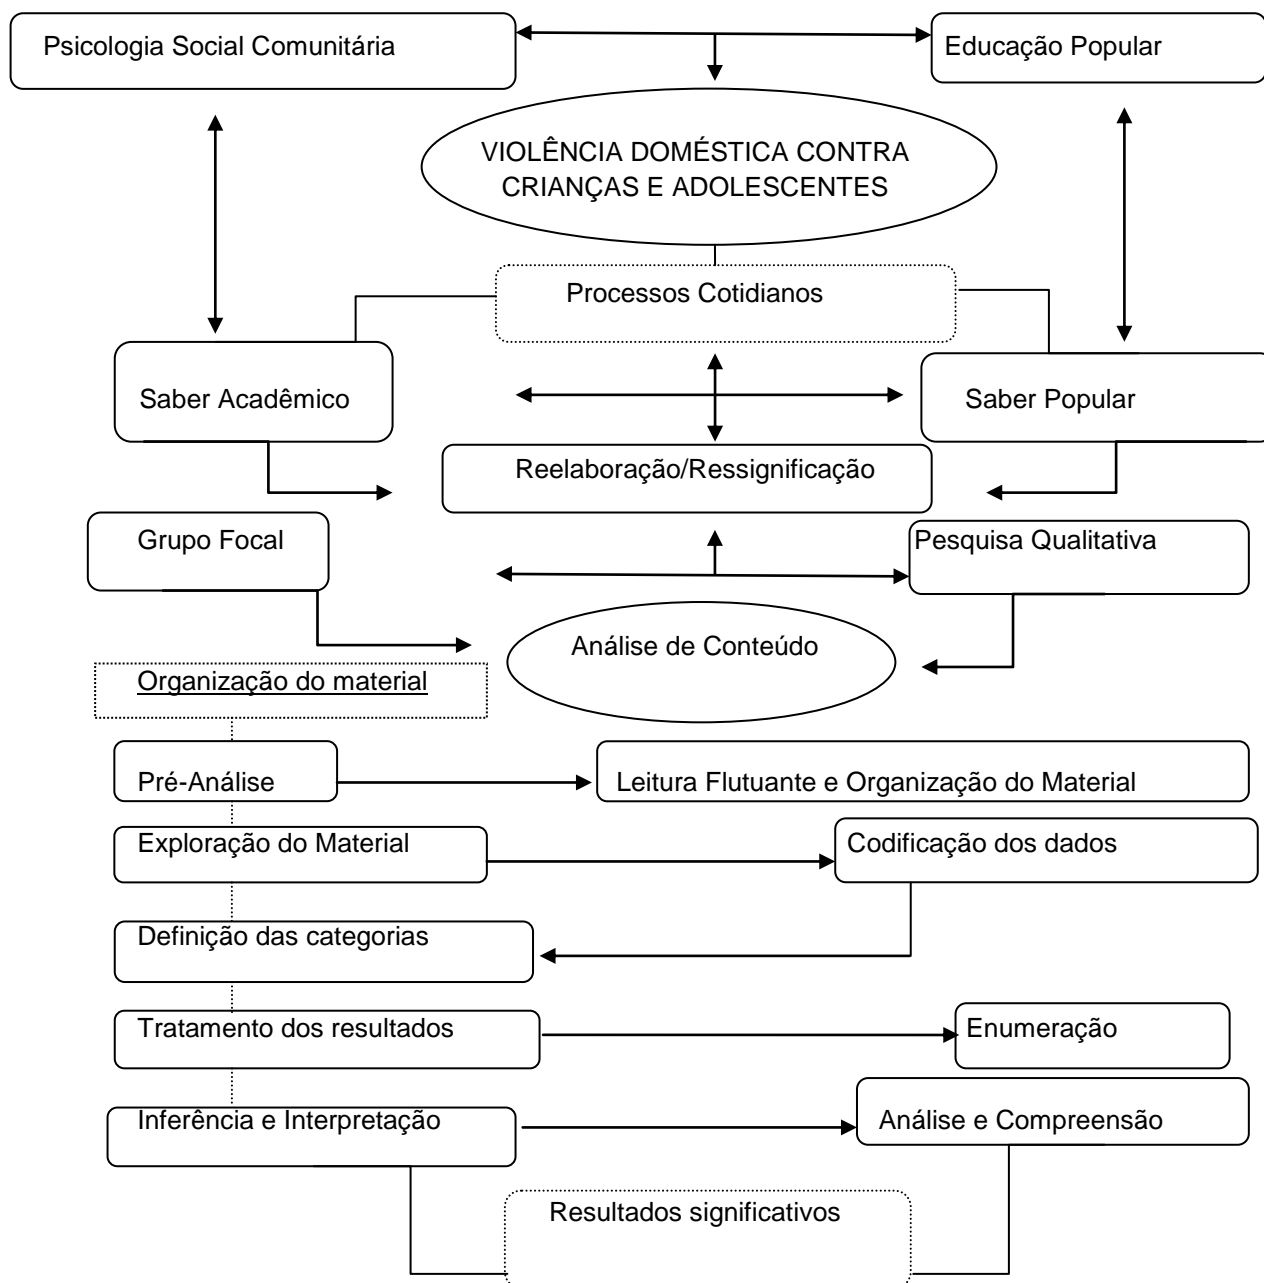 Psicologia Social Comunitária
Educação Popular
VIOLÊNCIA DOMÉSTICA CONTRA
CRIANÇAS E ADOLESCENTES
Processos Cotidianos
Saber Acadêmico
Saber Popular
Reelaboração/Ressignificação
Grupo Focal
Pesquisa Qualitativa
Análise de Conteúdo
Organização do material
Pré-Análise
Leitura Flutuante e Organização do Material
Exploração do Material
Codificação dos dados
Definição das categorias
Tratamento dos resultados
Enumeração
Inferência e Interpretação
Análise e Compreensão
Resultados significativos